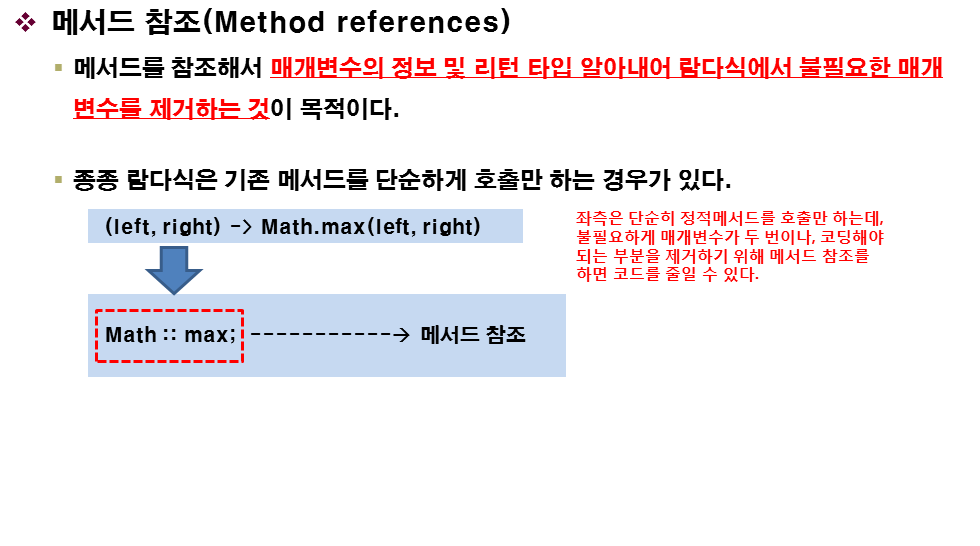 메서드 참조(Method references)
메서드를 참조해서 매개변수의 정보 및 리턴 타입 알아내어 람다식에서 불필요한 매개
변수를 제거하는 것이 목적이다.
종종 람다식은 기존 메서드를 단순하게 호출만 하는 경우가 있다.
(left, right) -> Math.max(left, right)
좌측은 단순히 정적메서드를 호출만 하는데,
불필요하게 매개변수가 두 번이나, 코딩해야
되는 부분을 제거하기 위해 메서드 참조를
하면 코드를 줄일 수 있다.
Math :: max; -----------→ 메서드 참조